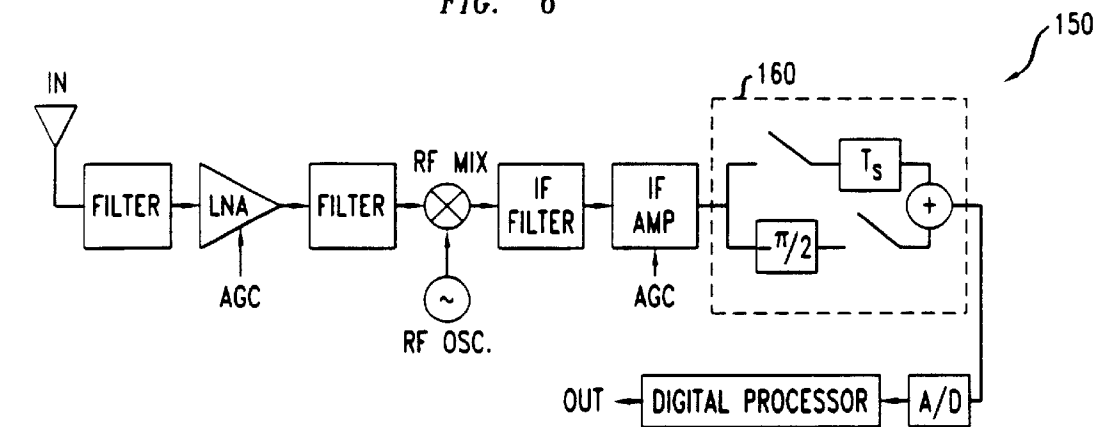 FIG. 6
150
IN
160
FILTER
LNA
FILTER
RF MIX
IF
FILTER
IF
AMP
Ts
+
π/2
AGC
~
RF OSC.
AGC
OUT
DIGITAL PROCESSOR
A/D